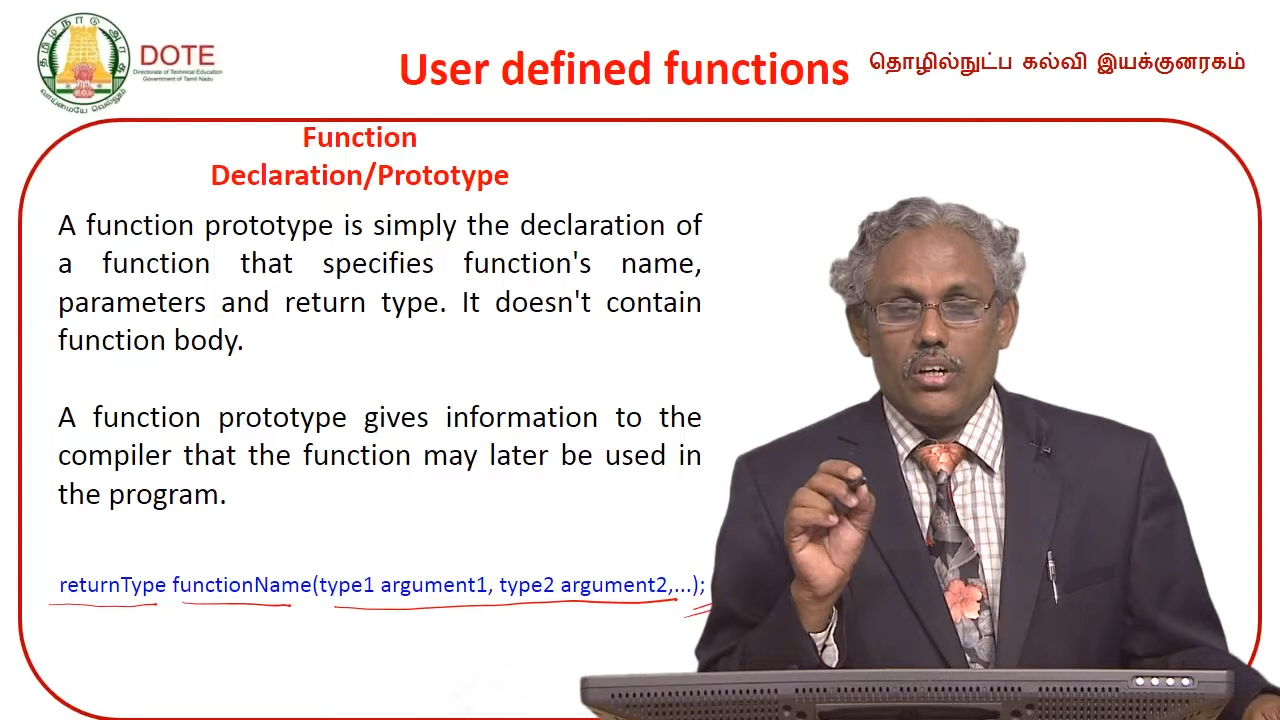 தமிழ்நாடு அரசு
வாய்மையே வெல்லும்
DOTE
Directorate of Technical Education
Government of Tamil Nadu
User defined functions
தொழில்நுட்ப கல்வி இயக்குனரகம்
Function
Declaration/Prototype
A function prototype is simply the declaration of
a function that specifies function's name,
parameters and return type. It doesn't contain
function body.
A function prototype gives information to the
compiler that the function may later be used in
the program.
returnType functionName(type1 argument1, type2 argument2,...);